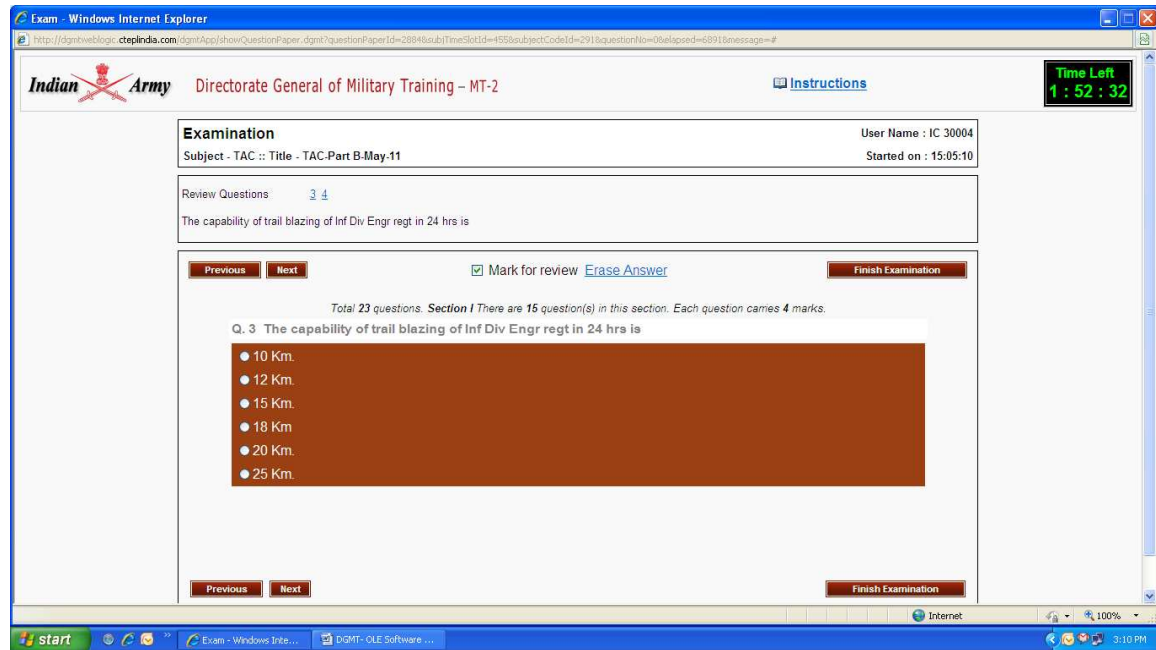 Exam - Windows Internet Explorer
http://dgmtweblogic.cteplindia.com/dgmtApp/showQuestionPaper.dgmt?questionPaperId=2884&subjTimeSlotId=455&subjectCodeId=291&questionNo=0&elapsed=6891&message=#
Indian Army Directorate General of Military Training – MT-2 Instructions
Time Left
1 : 52 : 32
Examination User Name : IC 30004
Subject - TAC :: Title - TAC-Part B-May-11 Started on : 15:05:10
Review Questions 3 4
The capability of trail blazing of Inf Div Engr regt in 24 hrs is
Previous Next Mark for review Erase Answer Finish Examination
Total 23 questions. Section I There are 15 question(s) in this section. Each question carries 4 marks.
Q. 3 The capability of trail blazing of Inf Div Engr regt in 24 hrs is
10 Km.
12 Km.
15 Km.
18 Km
20 Km.
25 Km.
Previous Next Finish Examination
Internet 100%
start Exam - Windows Inte... DGMT- OLE Software ... 3:10 PM